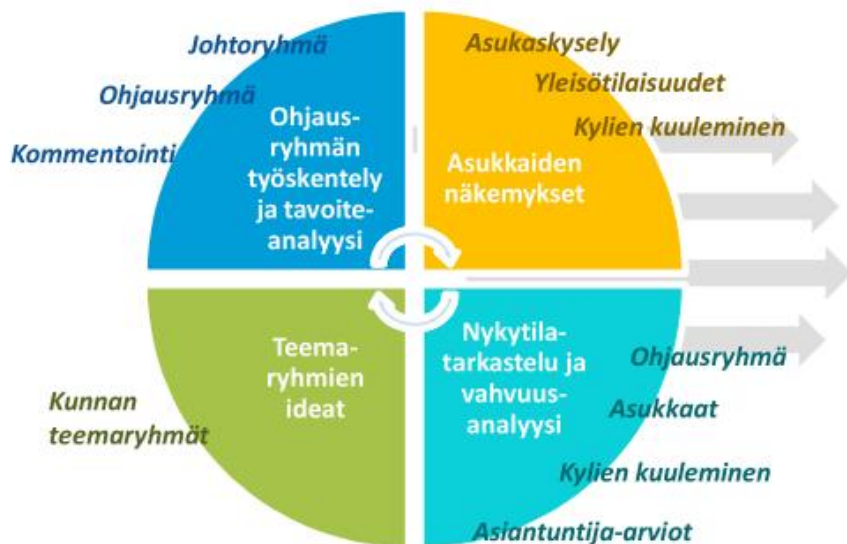 Johtoryhmä
Ohjausryhmä
Kommentointi
Ohjaus-
ryhmän
työskentely
ja tavoite-
analyysi
Asukaskysely
Yleisötilaisuudet
Kylien kuuleminen
Asukkaiden
näkemykset
Kunnan
teemaryhmät
Teema-
ryhmien
ideat
Nykytila-
tarkastelu ja
vahvuus-
analyysi
Ohjausryhmä
Asukkaat
Kylien kuuleminen
Asiantuntija-arviot